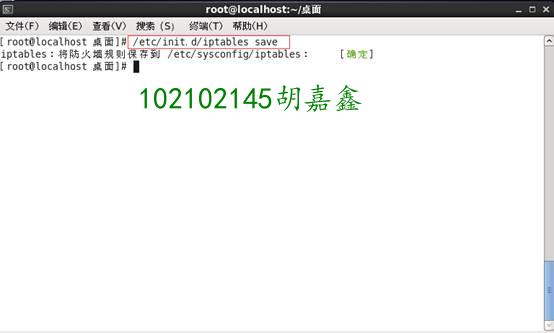 root@localhost:~/桌面
文件(F) 编辑(E) 查看(V) 搜索 (S) 终端(T) 帮助(H)
[root@localhost 桌面]# /etc/init.d/iptables save
iptables：将防火墙规则保存到 /etc/sysconfig/iptables： [确定]
[root@localhost 桌面]#
102102145胡嘉鑫